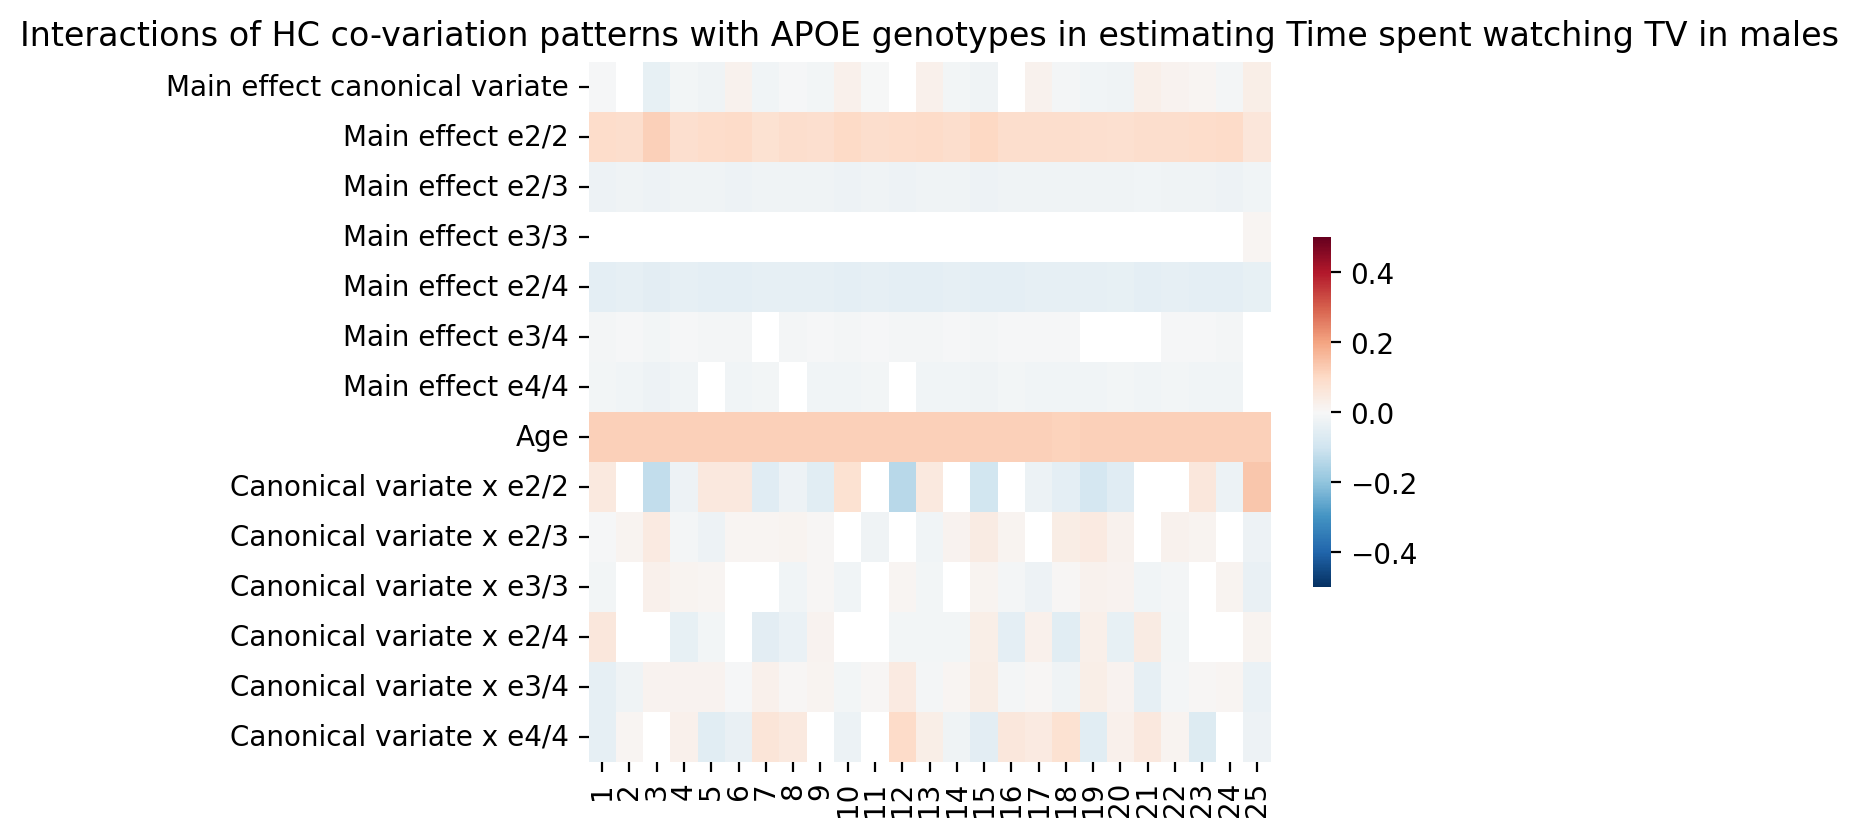 Interactions of HC co-variation patterns with APOE genotypes in estimating Time spent watching TV in males
Main effect canonical variate
Main effect e2/2
Main effect e2/3
Main effect e3/3
Main effect e2/4
Main effect e3/4
Main effect e4/4
Age
Canonical variate x e2/2
Canonical variate x e2/3
Canonical variate x e3/3
Canonical variate x e2/4
Canonical variate x e3/4
Canonical variate x e4/4
1 2 3 4 5 6 7 8 9 10 11 12 13 14 15 16 17 18 19 20 21 22 23 24 25
0.4
0.2
0.0
−0.2
−0.4